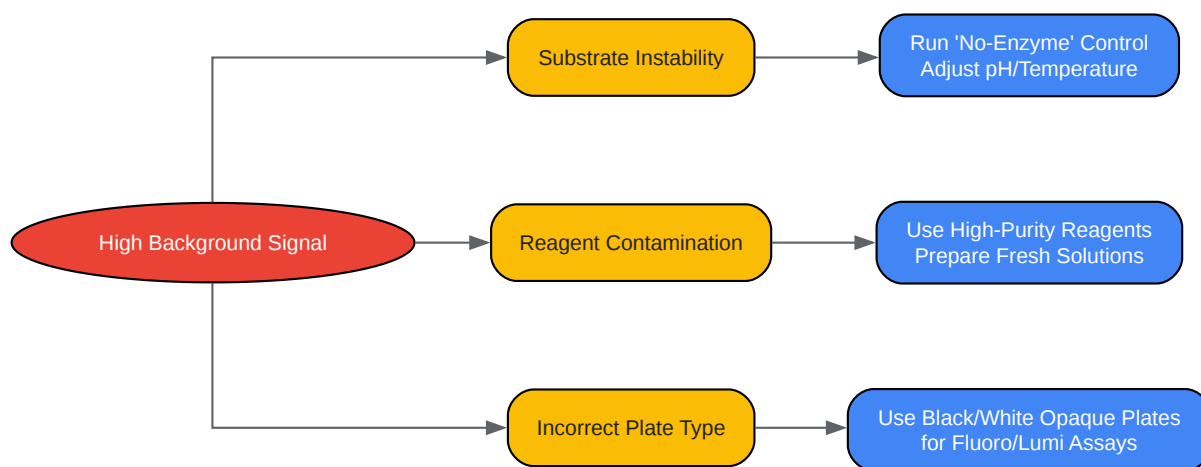 Substrate Instability
Run 'No-Enzyme' Control
Adjust pH/Temperature
High Background Signal
Reagent Contamination
Use High-Purity Reagents
Prepare Fresh Solutions
Incorrect Plate Type
Use Black/White Opaque Plates
for Fluoro/Lumi Assays